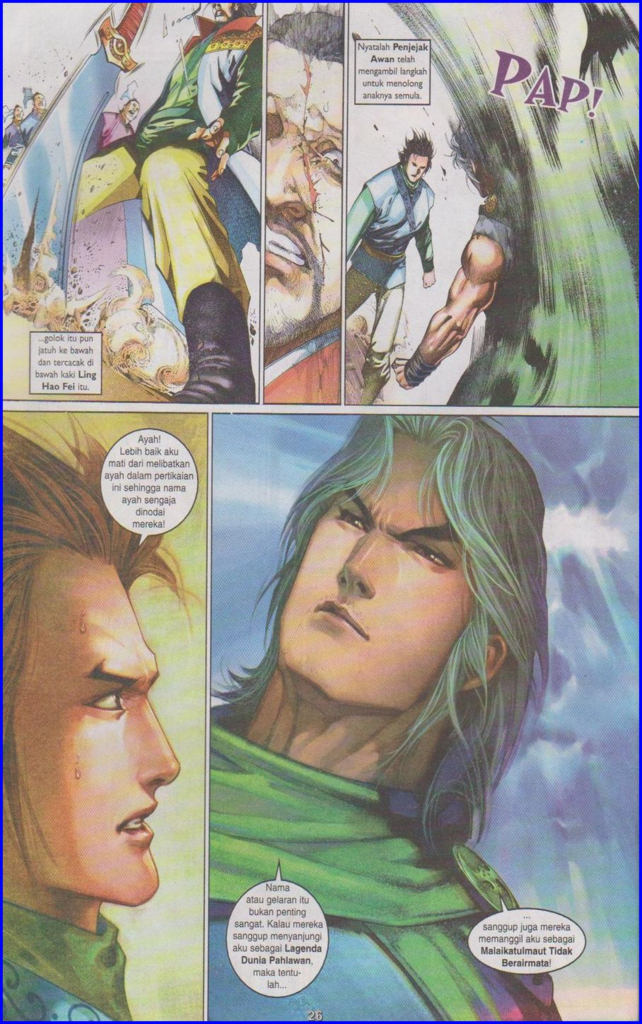 ...golok itu pun
jatuh ke bawah
dan tercacak di
bawah kaki Ling
Hao Fei itu.
Nyatalah Penjejak
Awan telah
mengambil langkah
untuk menolong
anaknya semula.
PAP!
Ayah!
Lebih baik aku
mati dari melibatkan
ayah dalam pertikaian
ini sehingga nama
ayah sengaja
dinodai
mereka!
Nama
atau gelaran itu
bukan penting
sangat. Kalau mereka
sanggup menyanjungi
aku sebagai Lagenda
Dunia Pahlawan,
maka tentu-
lah...
...
sanggup juga mereka
memanggil aku sebagai
Malaikatulmaut Tidak
Berairmata!
26